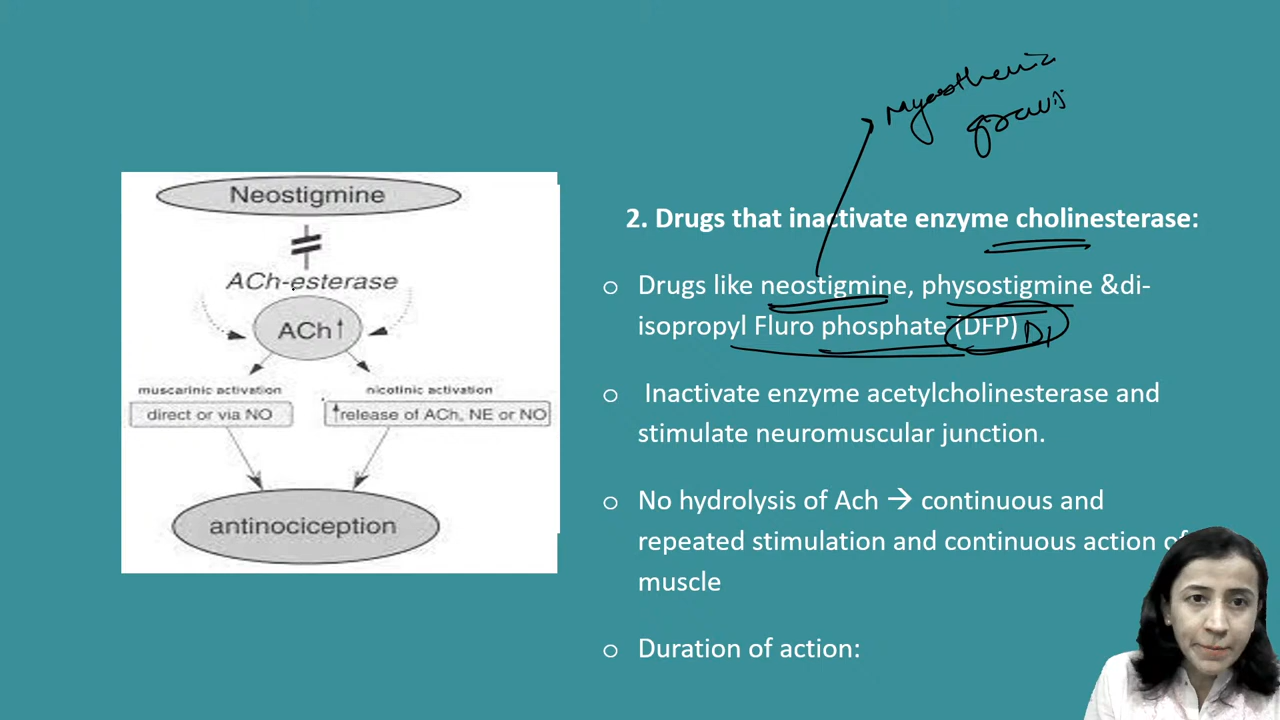 myasthenia
gravis
Neostigmine
ACh-esterase
ACh↑
muscarinic activation
nicotinic activation
direct or via NO
↑release of ACh, NE or NO
antinociception
2. Drugs that inactivate enzyme cholinesterase:
o Drugs like neostigmine, physostigmine &di-
isopropyl Fluro phosphate (DFP)
o Inactivate enzyme acetylcholinesterase and
stimulate neuromuscular junction.
o No hydrolysis of Ach → continuous and
repeated stimulation and continuous action of
muscle
o Duration of action: